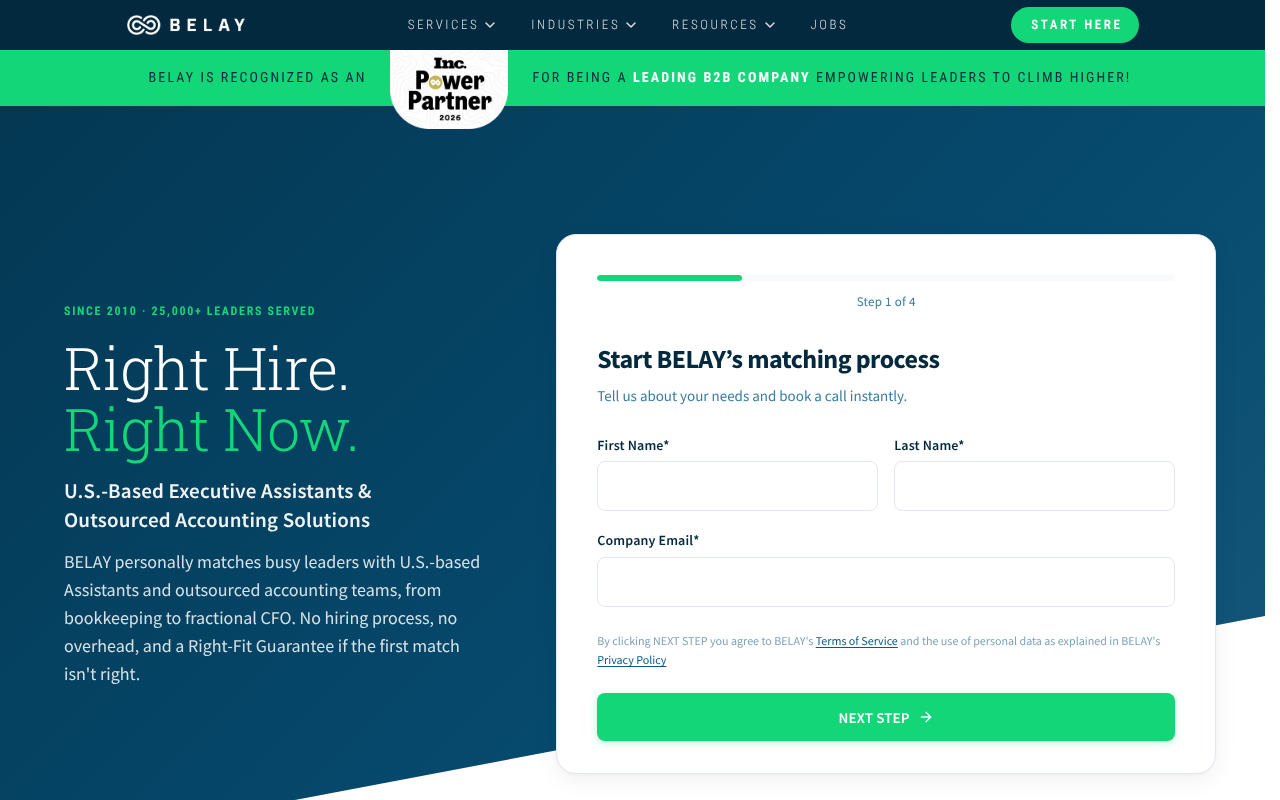 BELAY
SERVICES
INDUSTRIES
RESOURCES
JOBS
START HERE
BELAY IS RECOGNIZED AS AN
Inc.
Power
Partner
2026
FOR BEING A LEADING B2B COMPANY EMPOWERING LEADERS TO CLIMB HIGHER!
SINCE 2010 · 25,000+ LEADERS SERVED
Right Hire.
Right Now.
U.S.-Based Executive Assistants &
Outsourced Accounting Solutions
BELAY personally matches busy leaders with U.S.-based
Assistants and outsourced accounting teams, from
bookkeeping to fractional CFO. No hiring process, no
overhead, and a Right-Fit Guarantee if the first match
isn't right.
Step 1 of 4
Start BELAY’s matching process
Tell us about your needs and book a call instantly.
First Name*
Last Name*
Company Email*
By clicking NEXT STEP you agree to BELAY's Terms of Service and the use of personal data as explained in BELAY's
Privacy Policy
NEXT STEP →